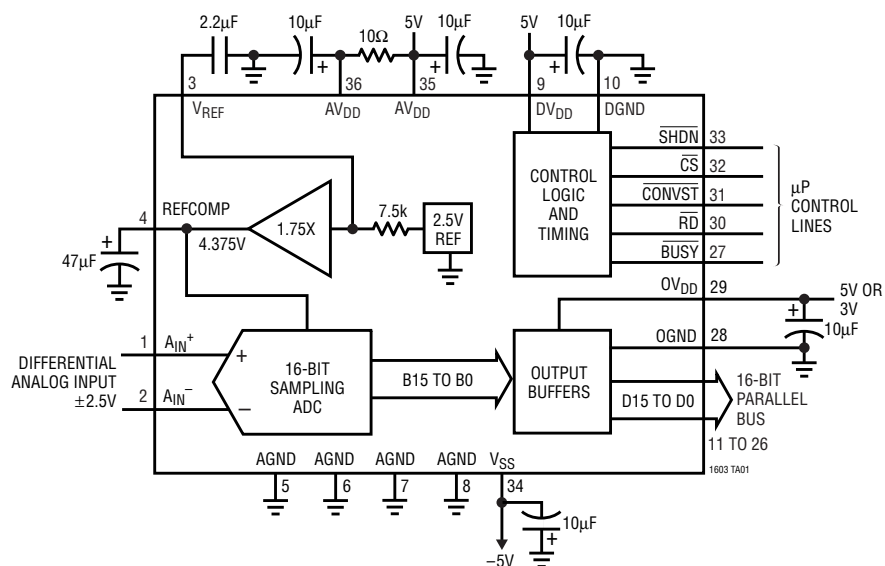 2.2µF
10µF
10Ω
5V
10µF
5V
10µF
3
36
35
9
10
VREF
AVDD
AVDD
DVDD
DGND
SHDN
33
CS
32
CONVST
31
RD
30
BUSY
27
CONTROL
LOGIC
AND
TIMING
µP
CONTROL
LINES
4
REFCOMP
4.375V
1.75X
7.5k
2.5V
REF
47µF
OVDD
29
5V OR
3V
10µF
OGND
28
1
AIN+
DIFFERENTIAL
ANALOG INPUT
±2.5V
2
AIN−
+
−
16-BIT
SAMPLING
ADC
B15 TO B0
OUTPUT
BUFFERS
D15 TO D0
16-BIT
PARALLEL
BUS
11 TO 26
1603 TA01
AGND
AGND
AGND
AGND
VSS
5
6
7
8
34
10µF
−5V